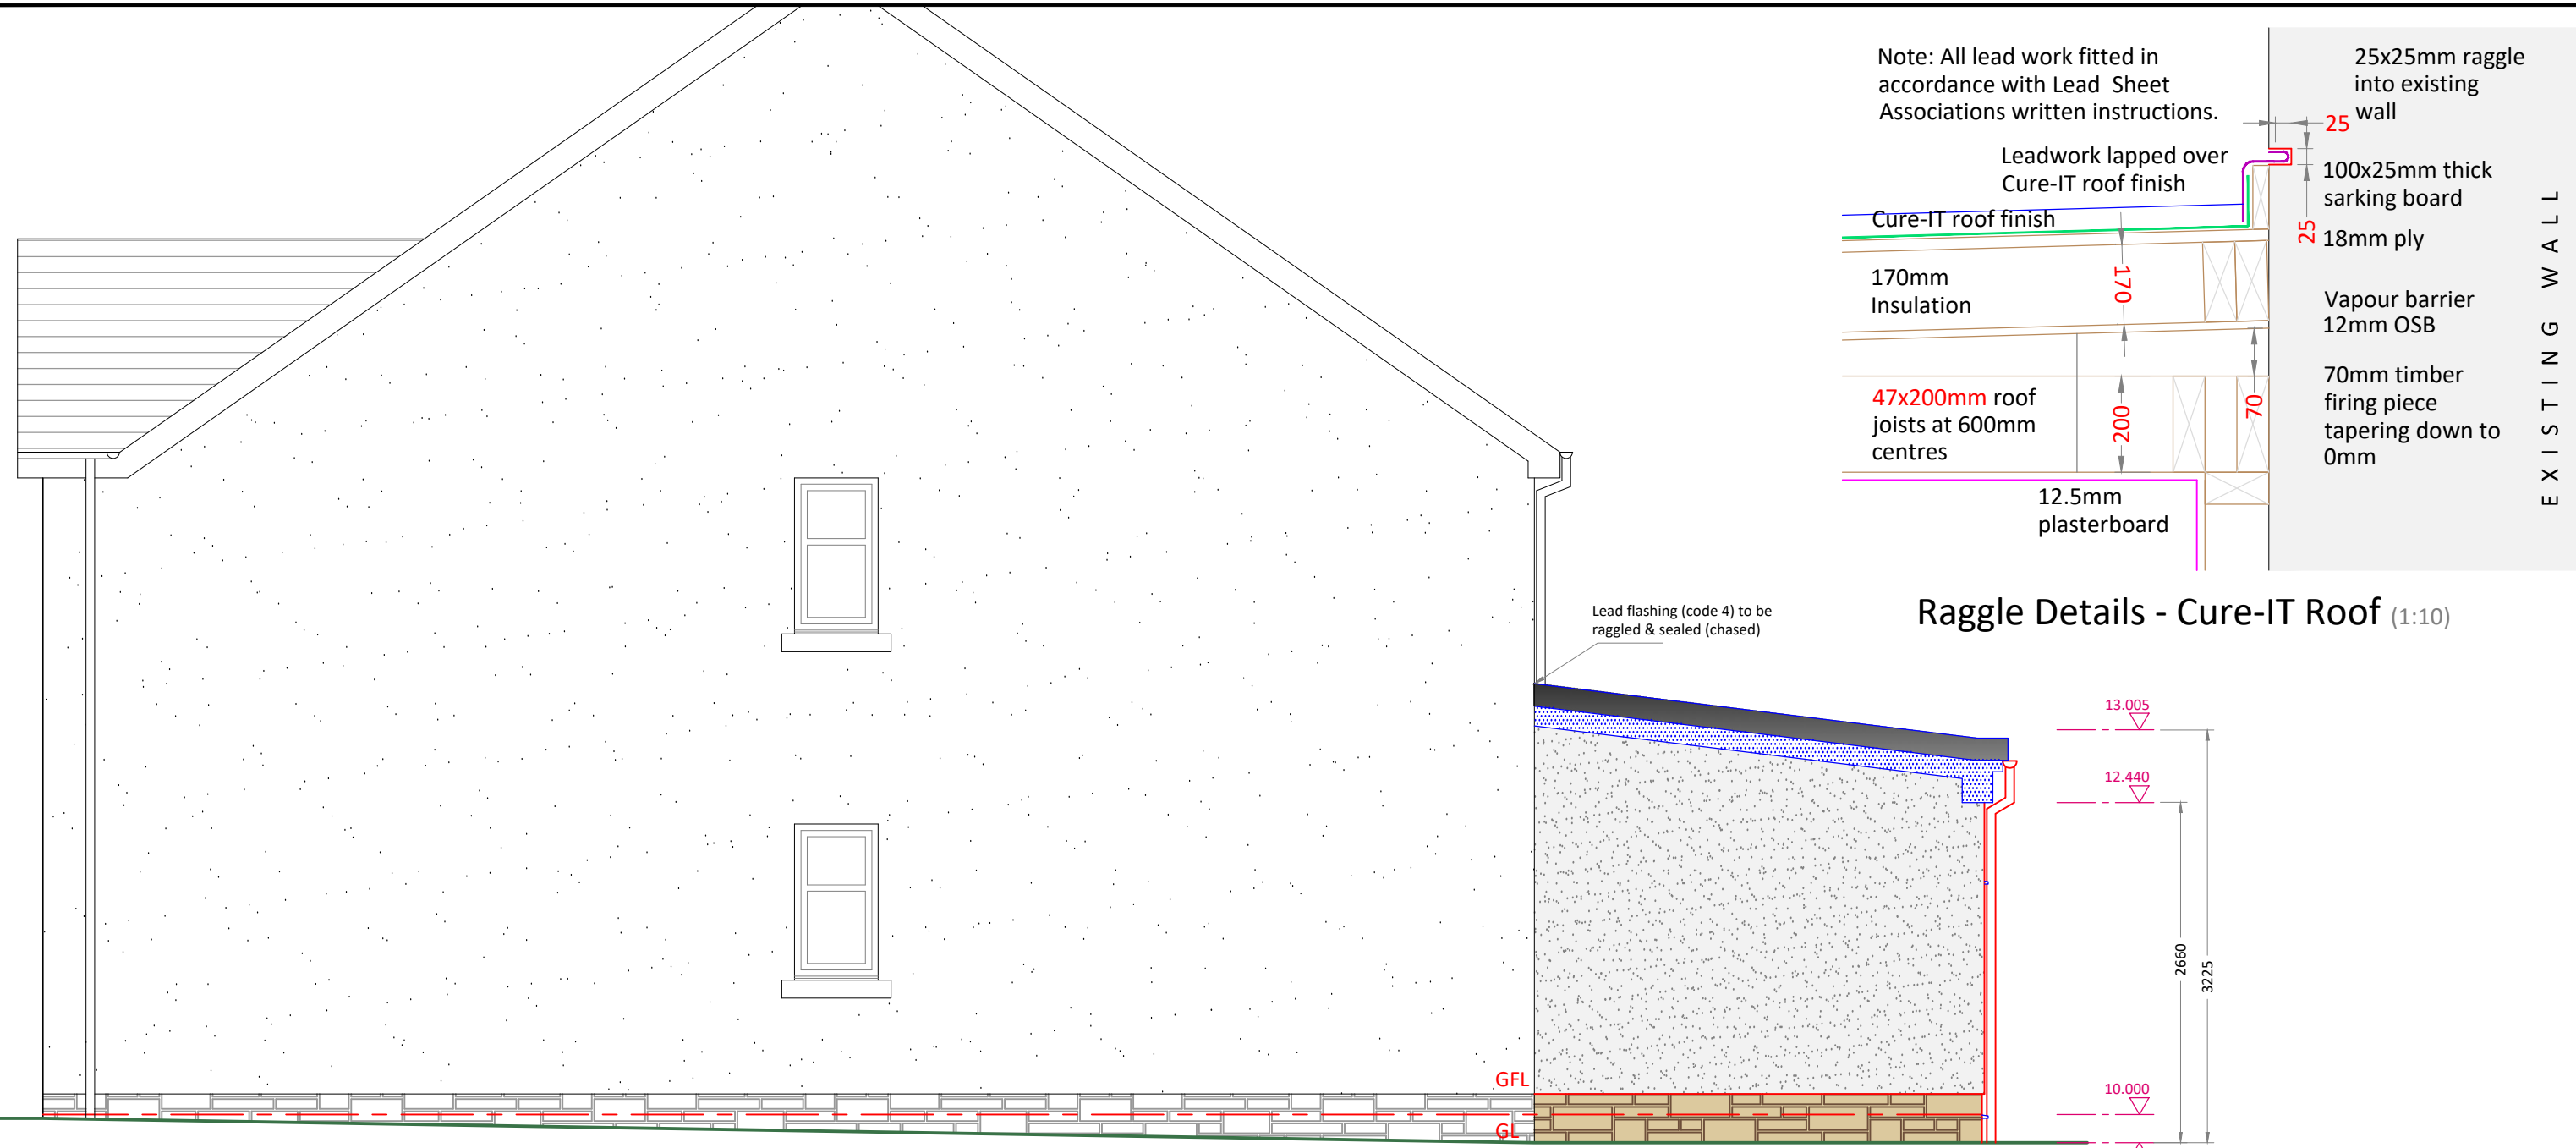 Note: All lead work fitted in
accordance with Lead Sheet
Associations written instructions.
25x25mm raggle
into existing
wall
25
Leadwork lapped over
Cure-IT roof finish
100x25mm thick
sarking board
25
Cure-IT roof finish
18mm ply
170mm
Insulation
170
Vapour barrier
12mm OSB
47x200mm roof
joists at 600mm
centres
200
70
70mm timber
firing piece
tapering down to
0mm
EXISTING WALL
12.5mm
plasterboard
Raggle Details - Cure-IT Roof (1:10)
Lead flashing (code 4) to be
raggled & sealed (chased)
13.005
12.440
2660
3225
10.000
GFL
GL